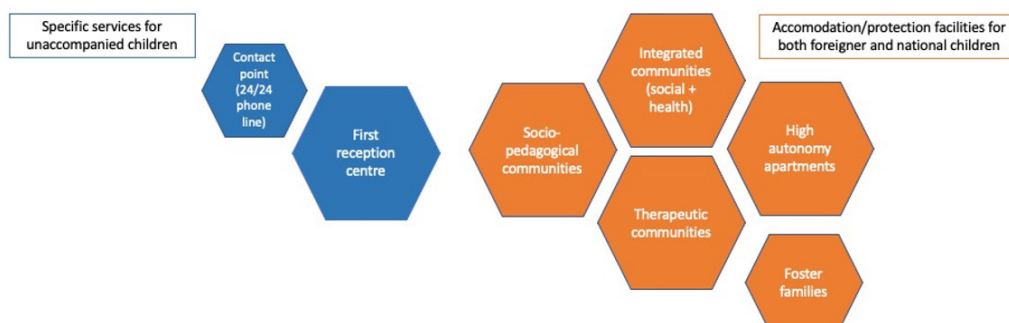 Specific services for
unaccompanied children
Contact
point
(24/24
phone
line)
First
reception
centre
Socio-
pedagogical
communities
Integrated
communities
(social +
health)
Therapeutic
communities
High
autonomy
apartments
Foster
families
Accomodation/protection facilities for
both foreigner and national children